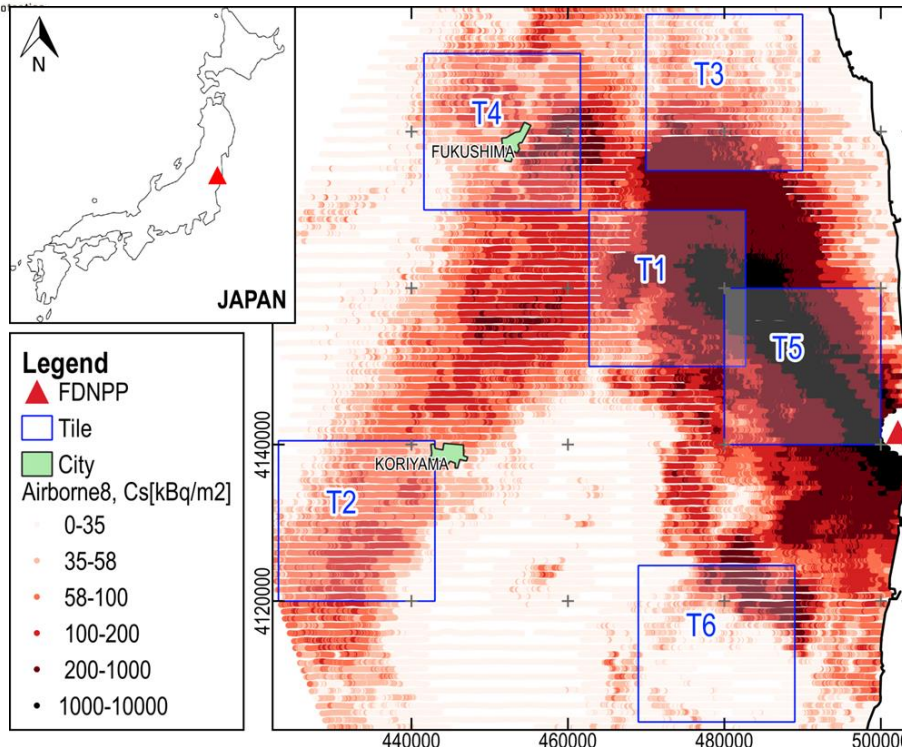 N
JAPAN
Legend
FDNPP
Tile
City
Airborne8, Cs[kBq/m2]
0-35
35-58
58-100
100-200
200-1000
1000-10000
T3
T4
FUKUSHIMA
T1
T5
KORIYAMA
T2
T6
4140000
4120000
440000
460000
480000
500000